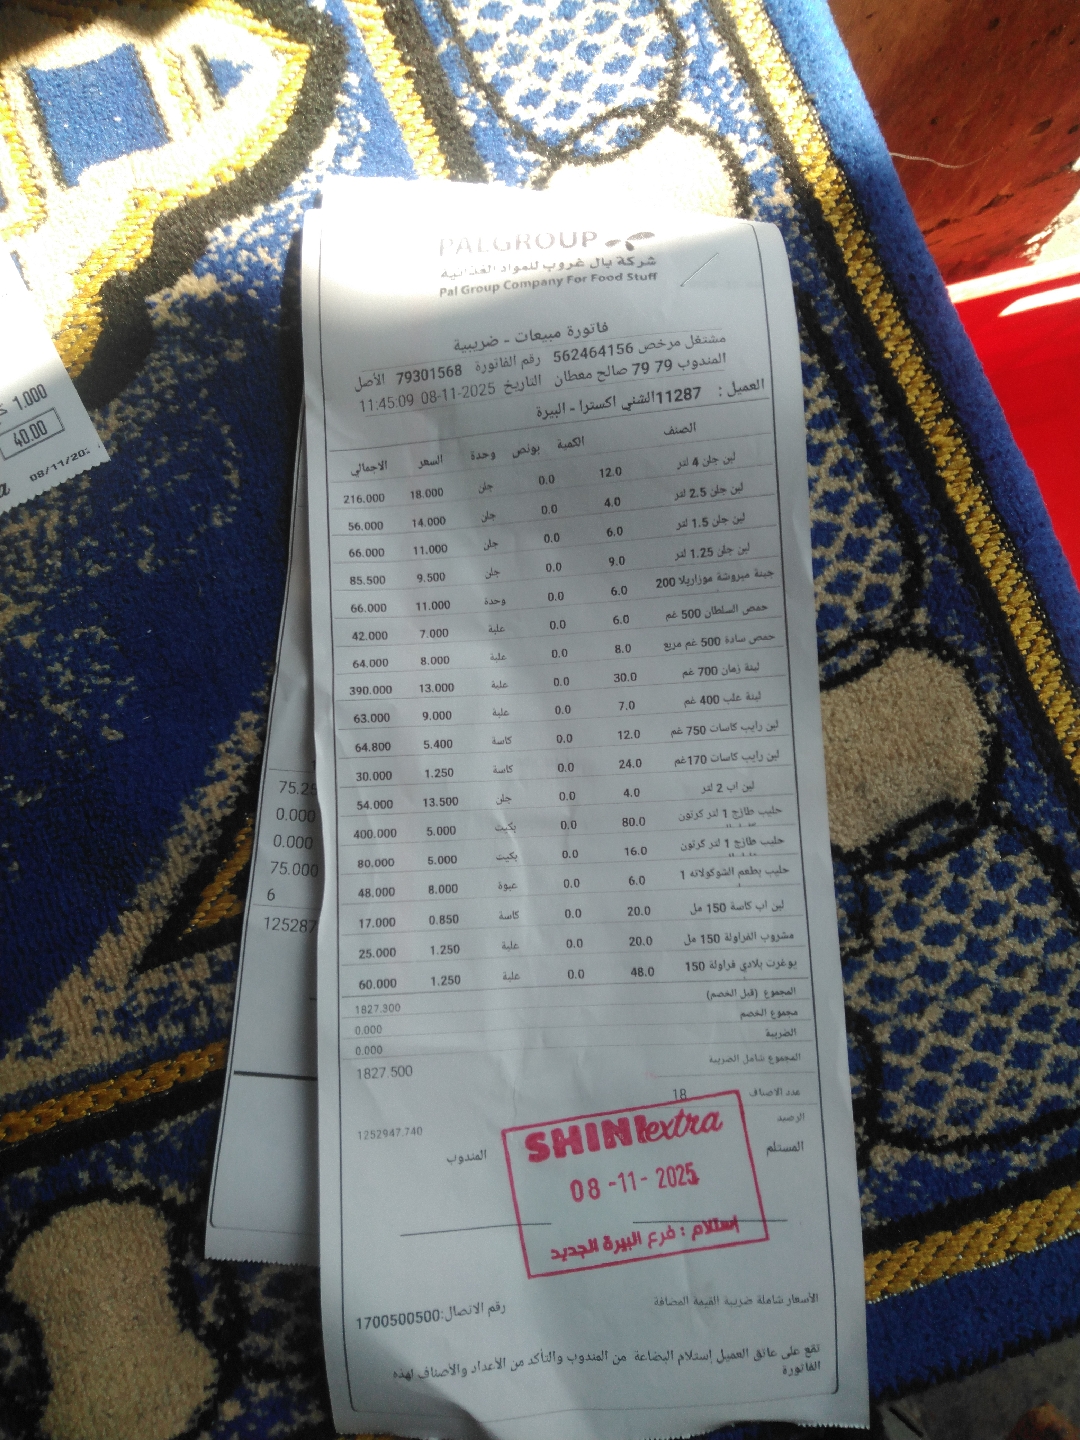 PALGROUP
شركة بال غروب للمواد الغذائية
Pal Group Company For Food Stuff
فاتورة مبيعات - ضريبية
مشتغل مرخص 562464156 رقم الفاتورة 79301568 الأصل
المندوب 79 79 صالح معطان التاريخ 08-11-2025 11:45:09
العميل : 11287الشني اكسترا - البيرة
الصنف الكمية بونص وحدة السعر الاجمالي
لبن جلن 4 لتر 12.0 0.0 جلن 18.000 216.000
لبن جلن 2.5 لتر 4.0 0.0 جلن 14.000 56.000
لبن جلن 1.5 لتر 6.0 0.0 جلن 11.000 66.000
لبن جلن 1.25 لتر 9.0 0.0 جلن 9.500 85.500
جبنة مبروشة موزاريلا 200 6.0 0.0 وحدة 11.000 66.000
حمص السلطان 500 غم 6.0 0.0 علبة 7.000 42.000
حمص سادة 500 غم مربع 8.0 0.0 علبة 8.000 64.000
لبنة زمان 700 غم 30.0 0.0 علبة 13.000 390.000
لبنة علب 400 غم 7.0 0.0 علبة 9.000 63.000
لبن رايب كاسات 750 غم 12.0 0.0 كاسة 5.400 64.800
لبن رايب كاسات 170غم 24.0 0.0 كاسة 1.250 30.000
لبن اب 2 لتر 4.0 0.0 جلن 13.500 54.000
حليب طازج 1 لتر كرتون 80.0 0.0 بكيت 5.000 400.000
حليب طازج 1 لتر كرتون 16.0 0.0 بكيت 5.000 80.000
حليب بطعم الشوكولاته 1 6.0 0.0 عبوة 8.000 48.000
لبن اب كاسة 150 مل 20.0 0.0 كاسة 0.850 17.000
مشروب الفراولة 150 مل 20.0 0.0 علبة 1.250 25.000
يوغرت بلادي فراولة 150 48.0 0.0 علبة 1.250 60.000
المجموع (قبل الخصم) 1827.300
مجموع الخصم 0.000
الضريبة 0.000
المجموع شامل الضريبة 1827.500
عدد الاصناف 18
الرصيد 1252947.740
المستلم المندوب
SHINI extra
08-11-2025
إستلام : فرع البيرة الجديد
الأسعار شاملة ضريبة القيمة المضافة رقم الاتصال:1700500500
تقع على عاتق العميل إستلام البضاعة من المندوب والتأكد من الأعداد والأصناف لهذه
الفاتورة
75.25
0.000
0.000
75.000
6
125287
1.000
40.00
08/11/20